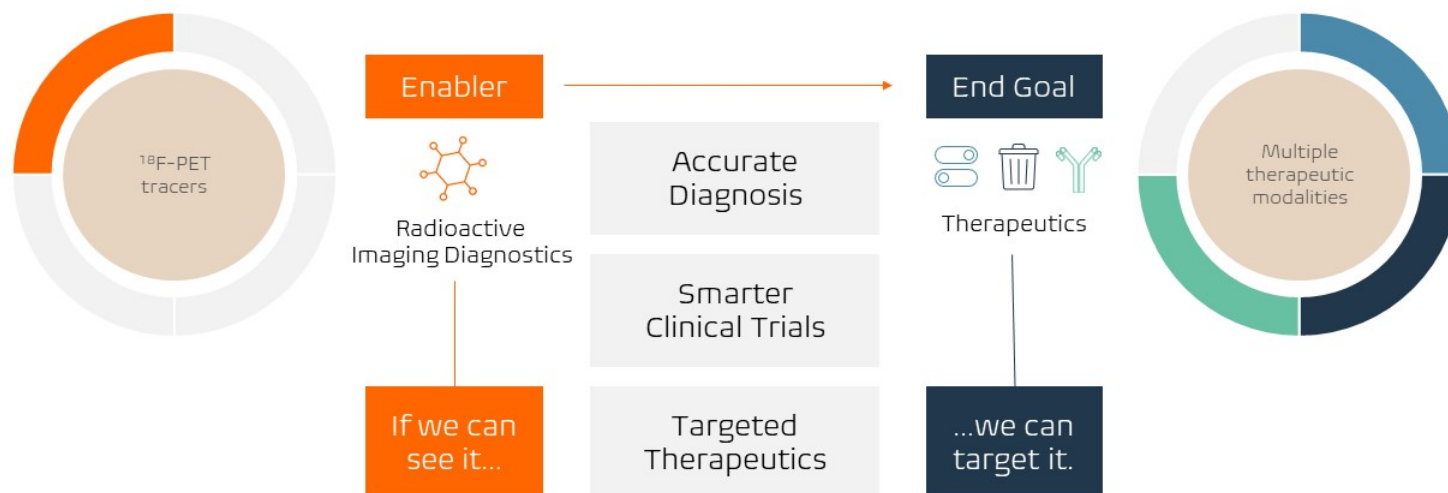 ¹⁸F-PET
tracers
Enabler
Radioactive
Imaging Diagnostics
If we can
see it...
Accurate
Diagnosis
Smarter
Clinical Trials
Targeted
Therapeutics
End Goal
Therapeutics
...we can
target it.
Multiple
therapeutic
modalities